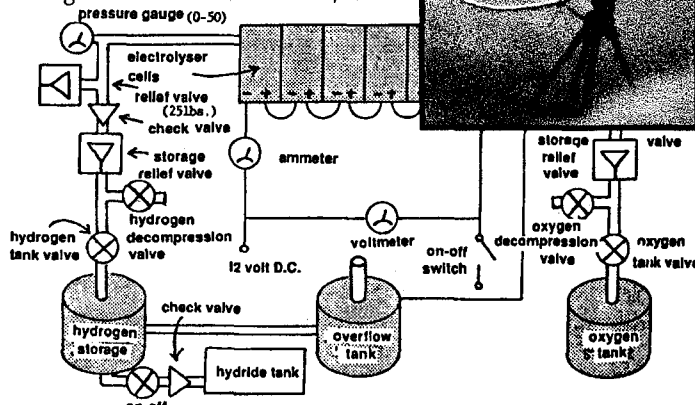 pressure gauge (0-50)
electrolyser
cells
relief valve
(25lbs.)
check valve
- + - + - + - +
storage
relief valve
ammeter
hydrogen
tank valve
hydrogen
decompression
valve
12 volt D.C.
voltmeter
on-off
switch
storage
relief
valve
valve
oxygen
decompression
valve
oxygen
tank valve
check valve
hydrogen
storage
overflow
tank
oxygen
tank
hydride tank